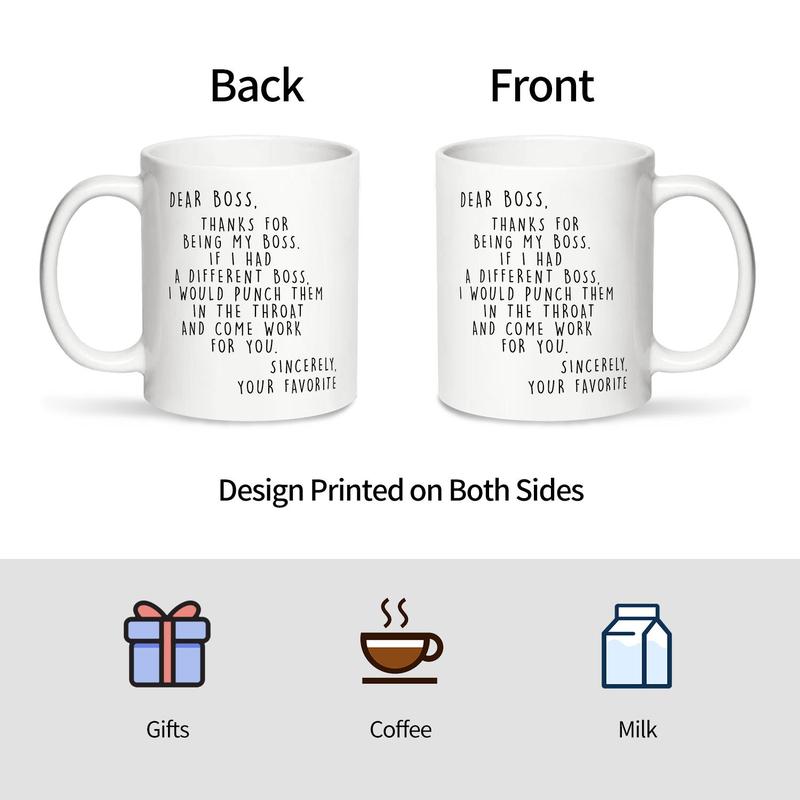 Back
Front
DEAR BOSS,
THANKS FOR
BEING MY BOSS.
IF I HAD
A DIFFERENT BOSS,
I WOULD PUNCH THEM
IN THE THROAT
AND COME WORK
FOR YOU.
SINCERELY,
YOUR FAVORITE
DEAR BOSS,
THANKS FOR
BEING MY BOSS.
IF I HAD
A DIFFERENT BOSS,
I WOULD PUNCH THEM
IN THE THROAT
AND COME WORK
FOR YOU.
SINCERELY,
YOUR FAVORITE
Design Printed on Both Sides
Gifts
Coffee
Milk